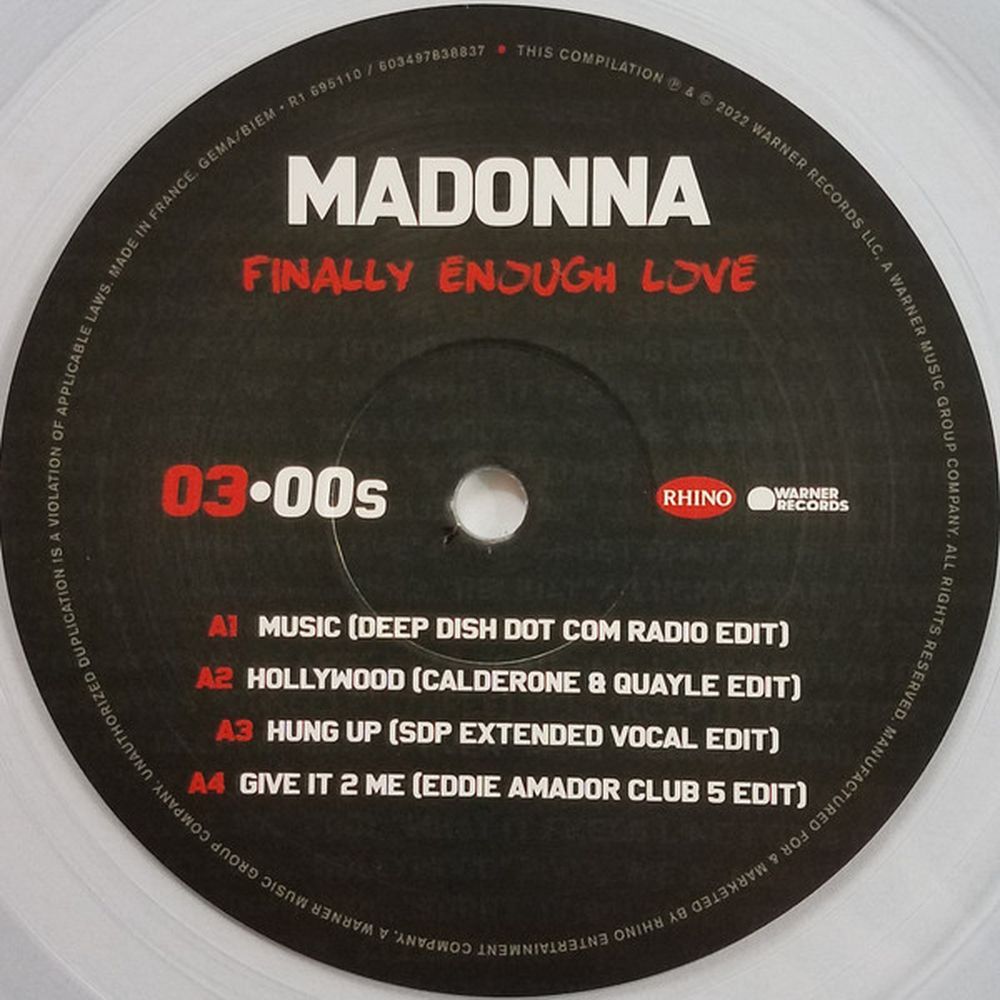 MADONNA
FINALLY ENOUGH LOVE
03•00s
RHINO
WARNER
RECORDS
A1 MUSIC (DEEP DISH DOT COM RADIO EDIT)
A2 HOLLYWOOD (CALDERONE & QUAYLE EDIT)
A3 HUNG UP (SDP EXTENDED VOCAL EDIT)
A4 GIVE IT 2 ME (EDDIE AMADOR CLUB 5 EDIT)
• THIS COMPILATION ℗ & © 2022 WARNER RECORDS LLC, A WARNER MUSIC GROUP COMPANY. ALL RIGHTS RESERVED. MANUFACTURED FOR & MARKETED BY RHINO ENTERTAINMENT COMPANY, A WARNER MUSIC GROUP COMPANY. UNAUTHORIZED DUPLICATION IS A VIOLATION OF APPLICABLE LAWS. MADE IN FRANCE. GEMA/BIEM • R1 695110 / 603497838837